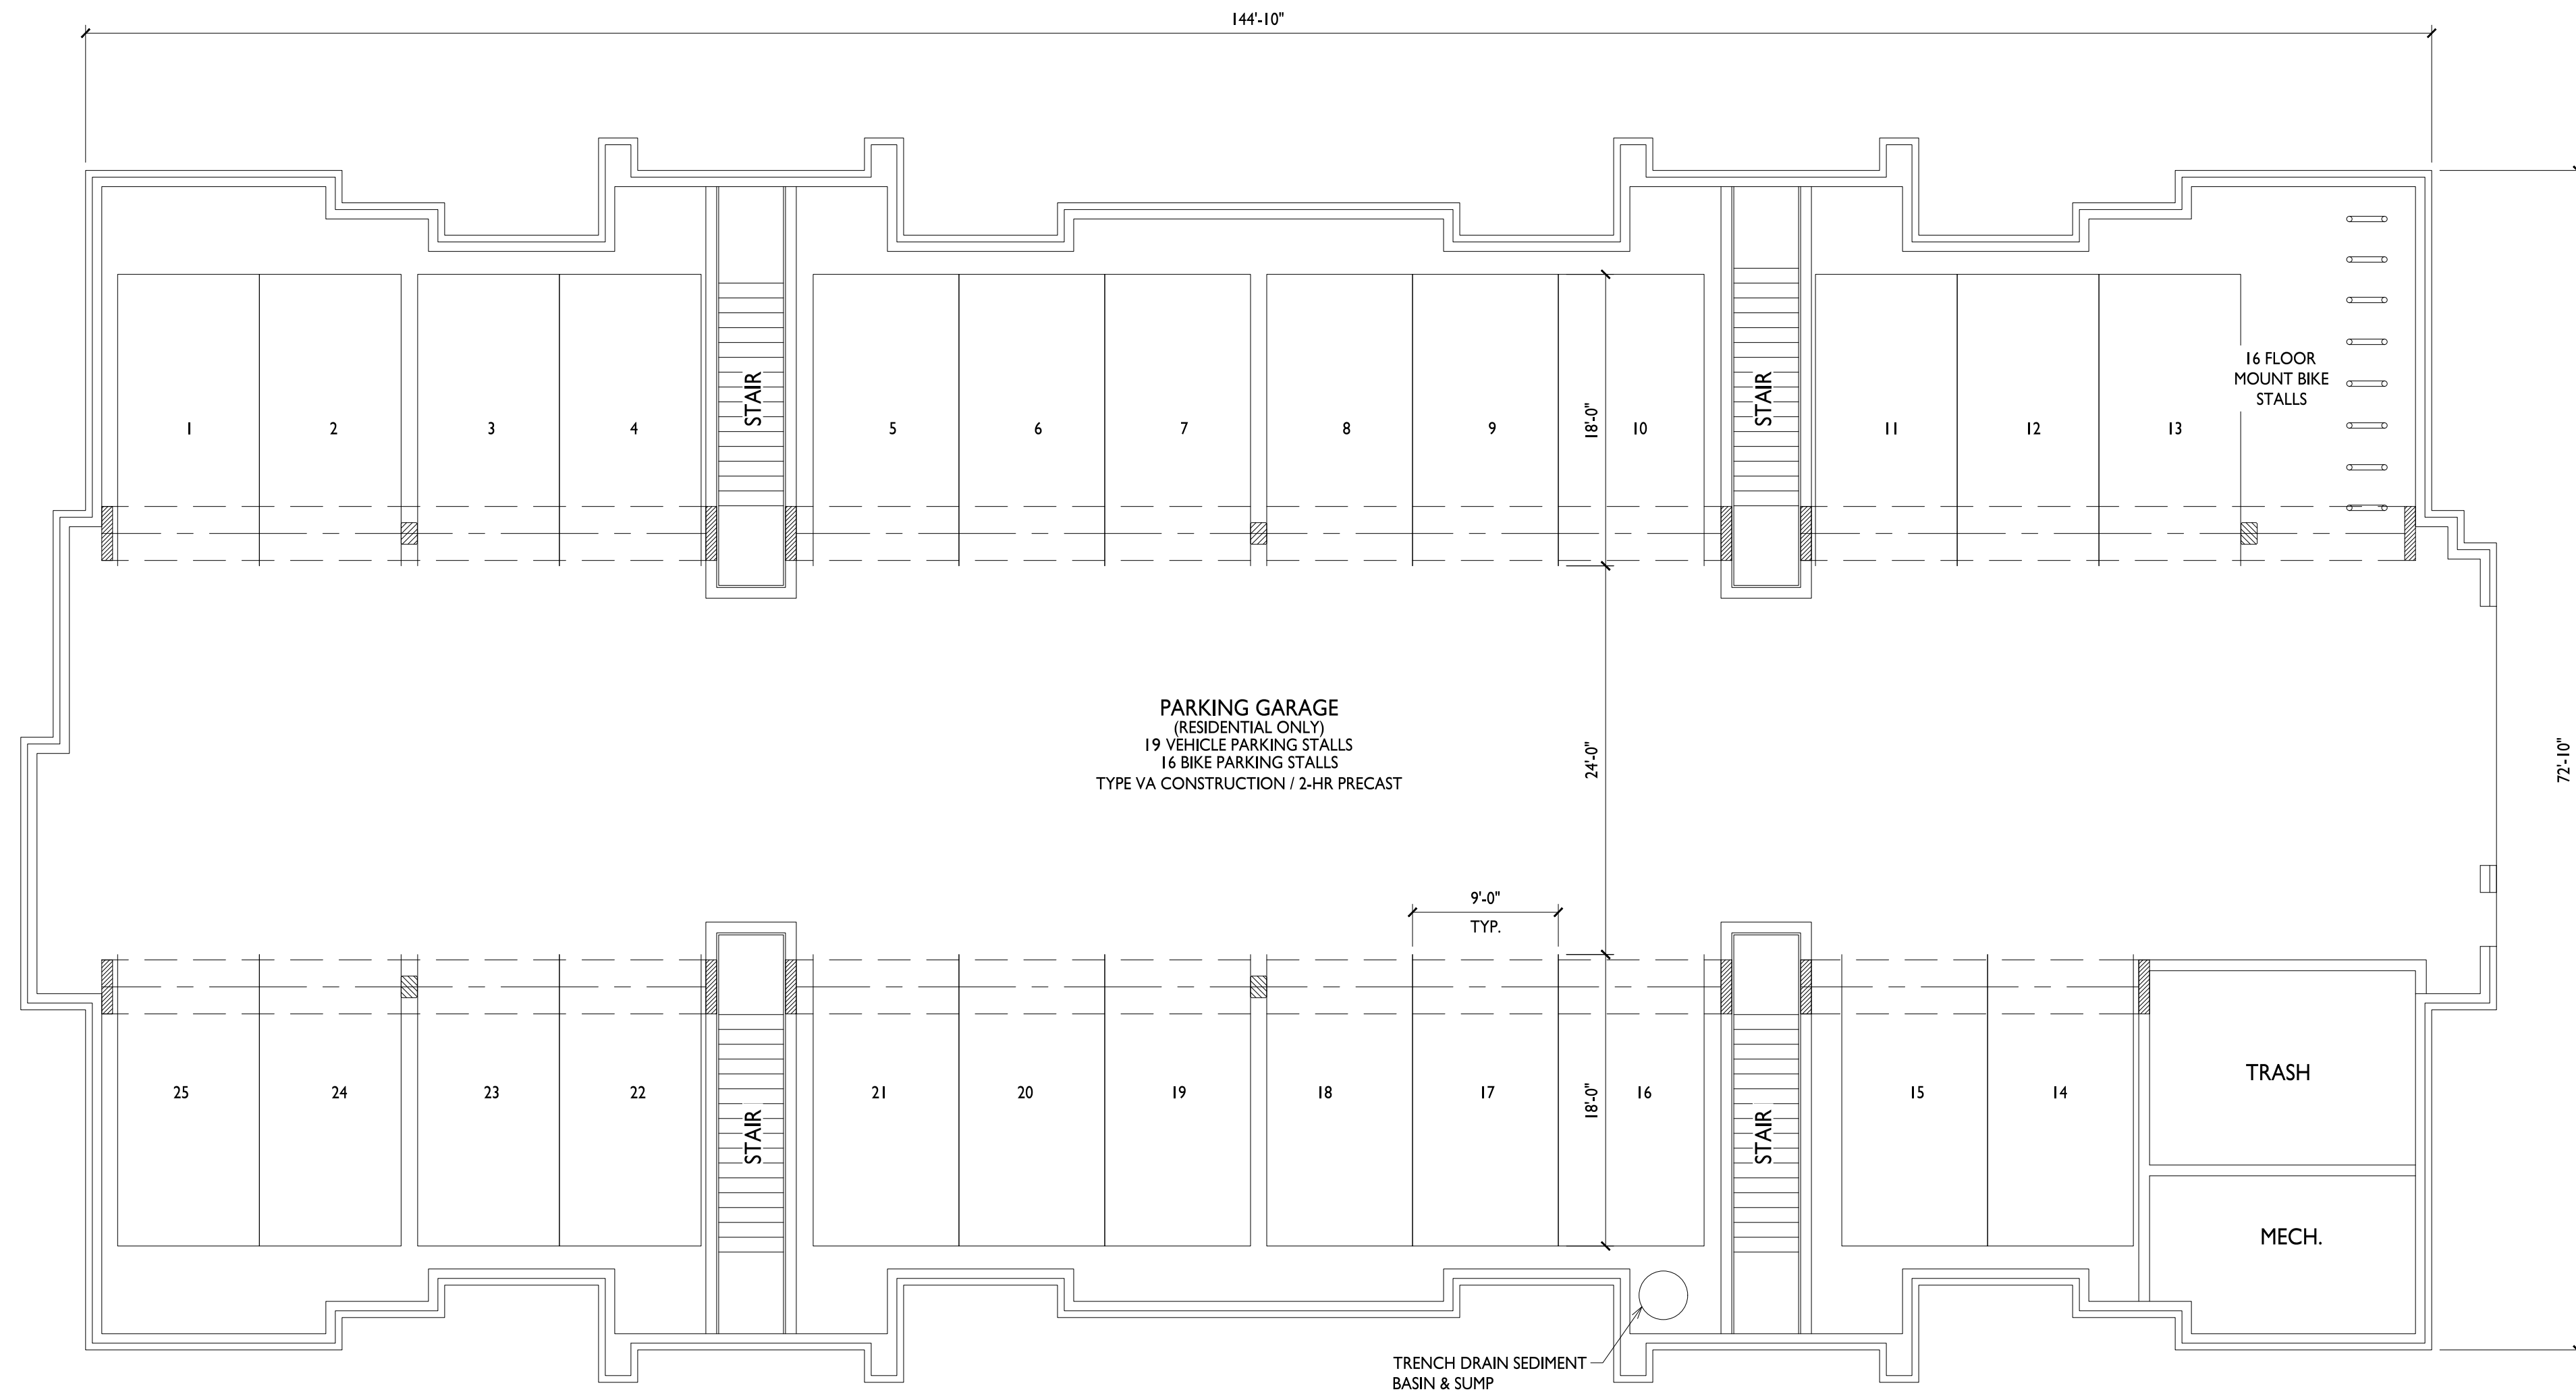 144'-10"
16 FLOOR
MOUNT BIKE
STALLS
STAIR
STAIR
18'-0"
1
2
3
4
5
6
7
8
9
10
11
12
13
PARKING GARAGE
(RESIDENTIAL ONLY)
19 VEHICLE PARKING STALLS
16 BIKE PARKING STALLS
TYPE VA CONSTRUCTION / 2-HR PRECAST
24'-0"
72'-10"
9'-0"
TYP.
25
24
23
22
21
20
19
18
17
16
15
14
18'-0"
STAIR
STAIR
TRASH
MECH.
TRENCH DRAIN SEDIMENT
BASIN & SUMP